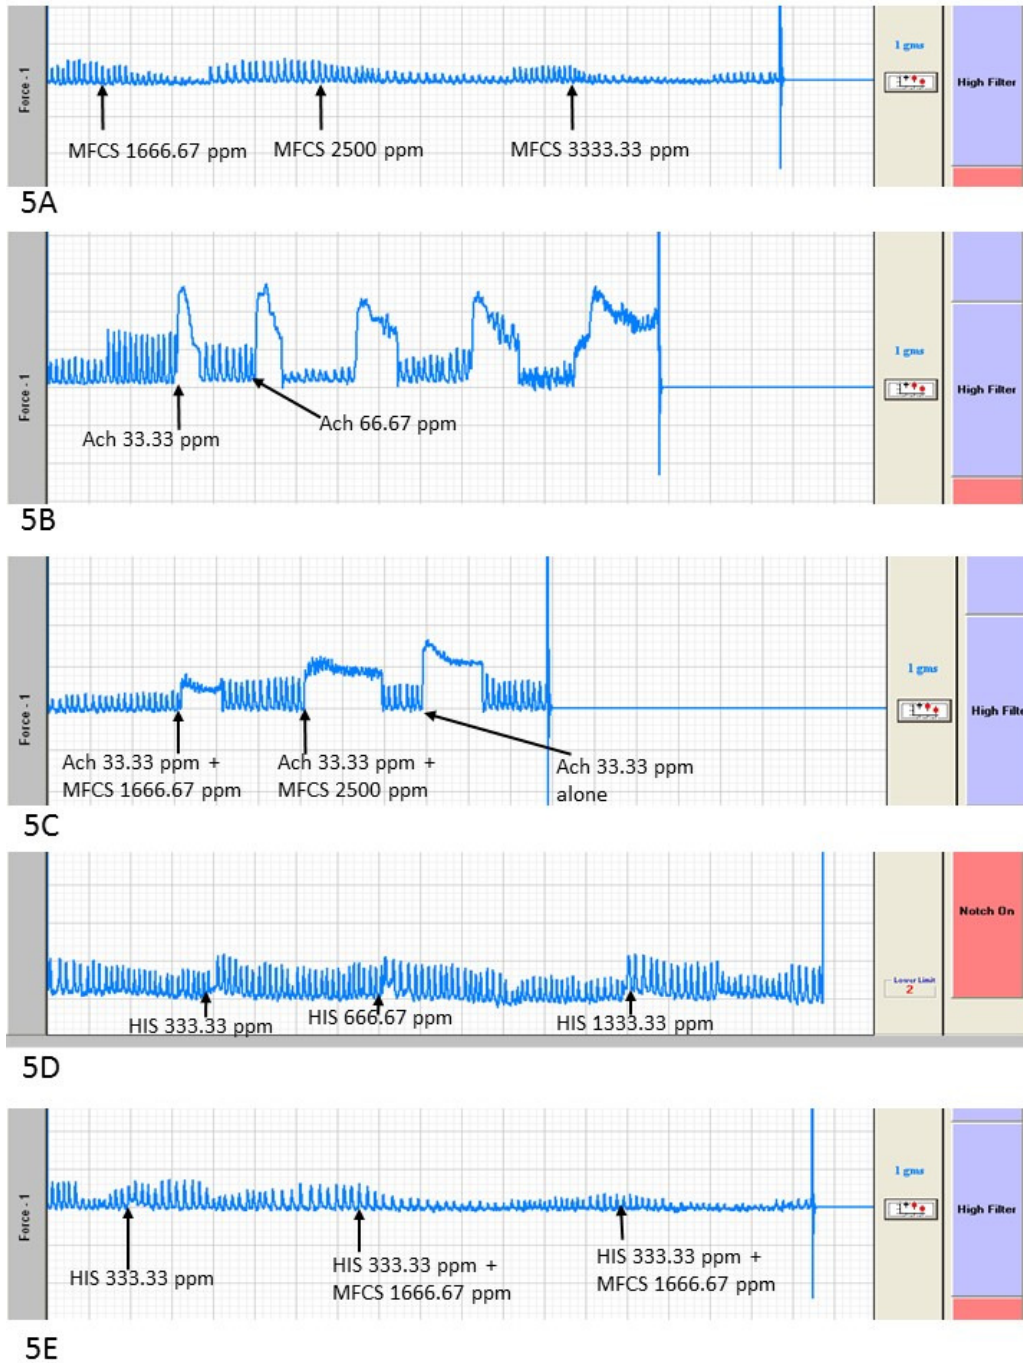 Force - 1
1 gms
High Filter
MFCS 1666.67 ppm
MFCS 2500 ppm
MFCS 3333.33 ppm
5A
Force - 1
1 gms
High Filter
Ach 33.33 ppm
Ach 66.67 ppm
5B
Force - 1
1 gms
High Filte
Ach 33.33 ppm +
MFCS 1666.67 ppm
Ach 33.33 ppm +
MFCS 2500 ppm
Ach 33.33 ppm
alone
5C
Notch On
Lower Limit
2
HIS 333.33 ppm
HIS 666.67 ppm
HIS 1333.33 ppm
5D
Force - 1
1 gms
High Filter
HIS 333.33 ppm
HIS 333.33 ppm +
MFCS 1666.67 ppm
HIS 333.33 ppm +
MFCS 1666.67 ppm
5E